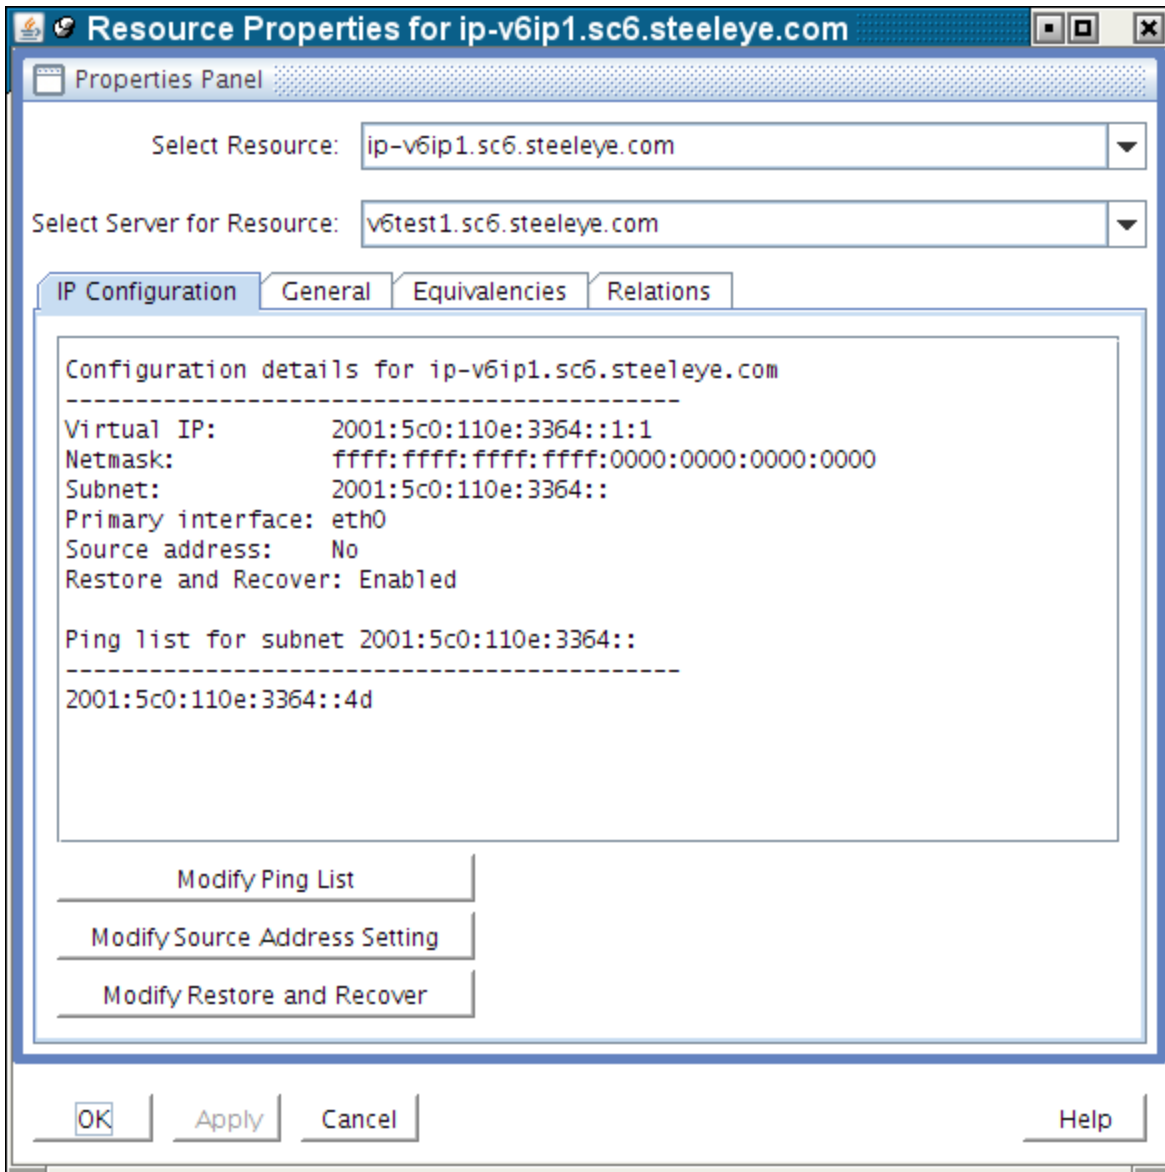 Resource Properties for ip-v6ip1.sc6.steeleye.com
Properties Panel
Select Resource: ip-v6ip1.sc6.steeleye.com
Select Server for Resource: v6test1.sc6.steeleye.com
IP Configuration General Equivalencies Relations
Configuration details for ip-v6ip1.sc6.steeleye.com
---------------------------------------------
Virtual IP: 2001:5c0:110e:3364::1:1
Netmask: ffff:ffff:ffff:ffff:0000:0000:0000:0000
Subnet: 2001:5c0:110e:3364::
Primary interface: eth0
Source address: No
Restore and Recover: Enabled
Ping list for subnet 2001:5c0:110e:3364::
---------------------------------------------
2001:5c0:110e:3364::4d
Modify Ping List
Modify Source Address Setting
Modify Restore and Recover
OK Apply Cancel Help